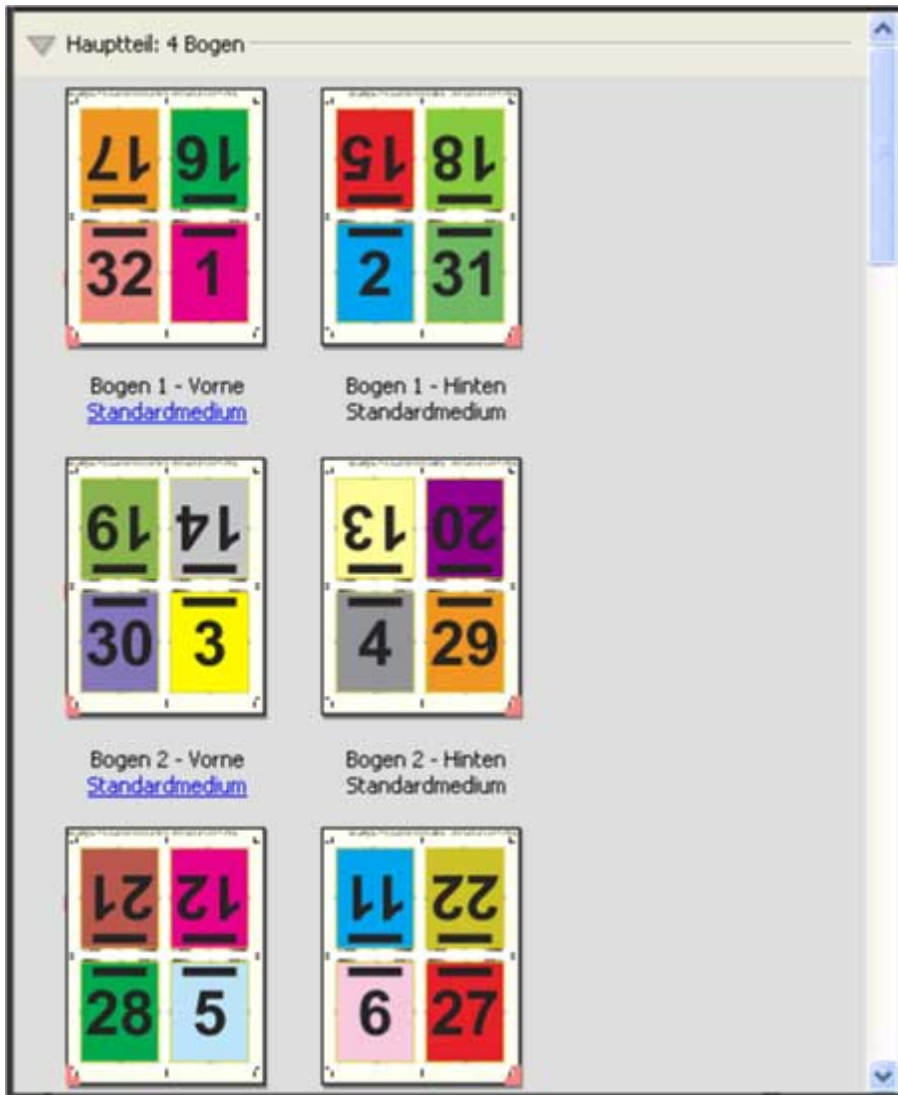 Hauptteil: 4 Bogen
17 16 15 18
32 1 2 31
Bogen 1 - Vorne Bogen 1 - Hinten
Standardmedium Standardmedium
19 14 13 20
30 3 4 29
Bogen 2 - Vorne Bogen 2 - Hinten
Standardmedium Standardmedium
21 12 11 22
28 5 6 27